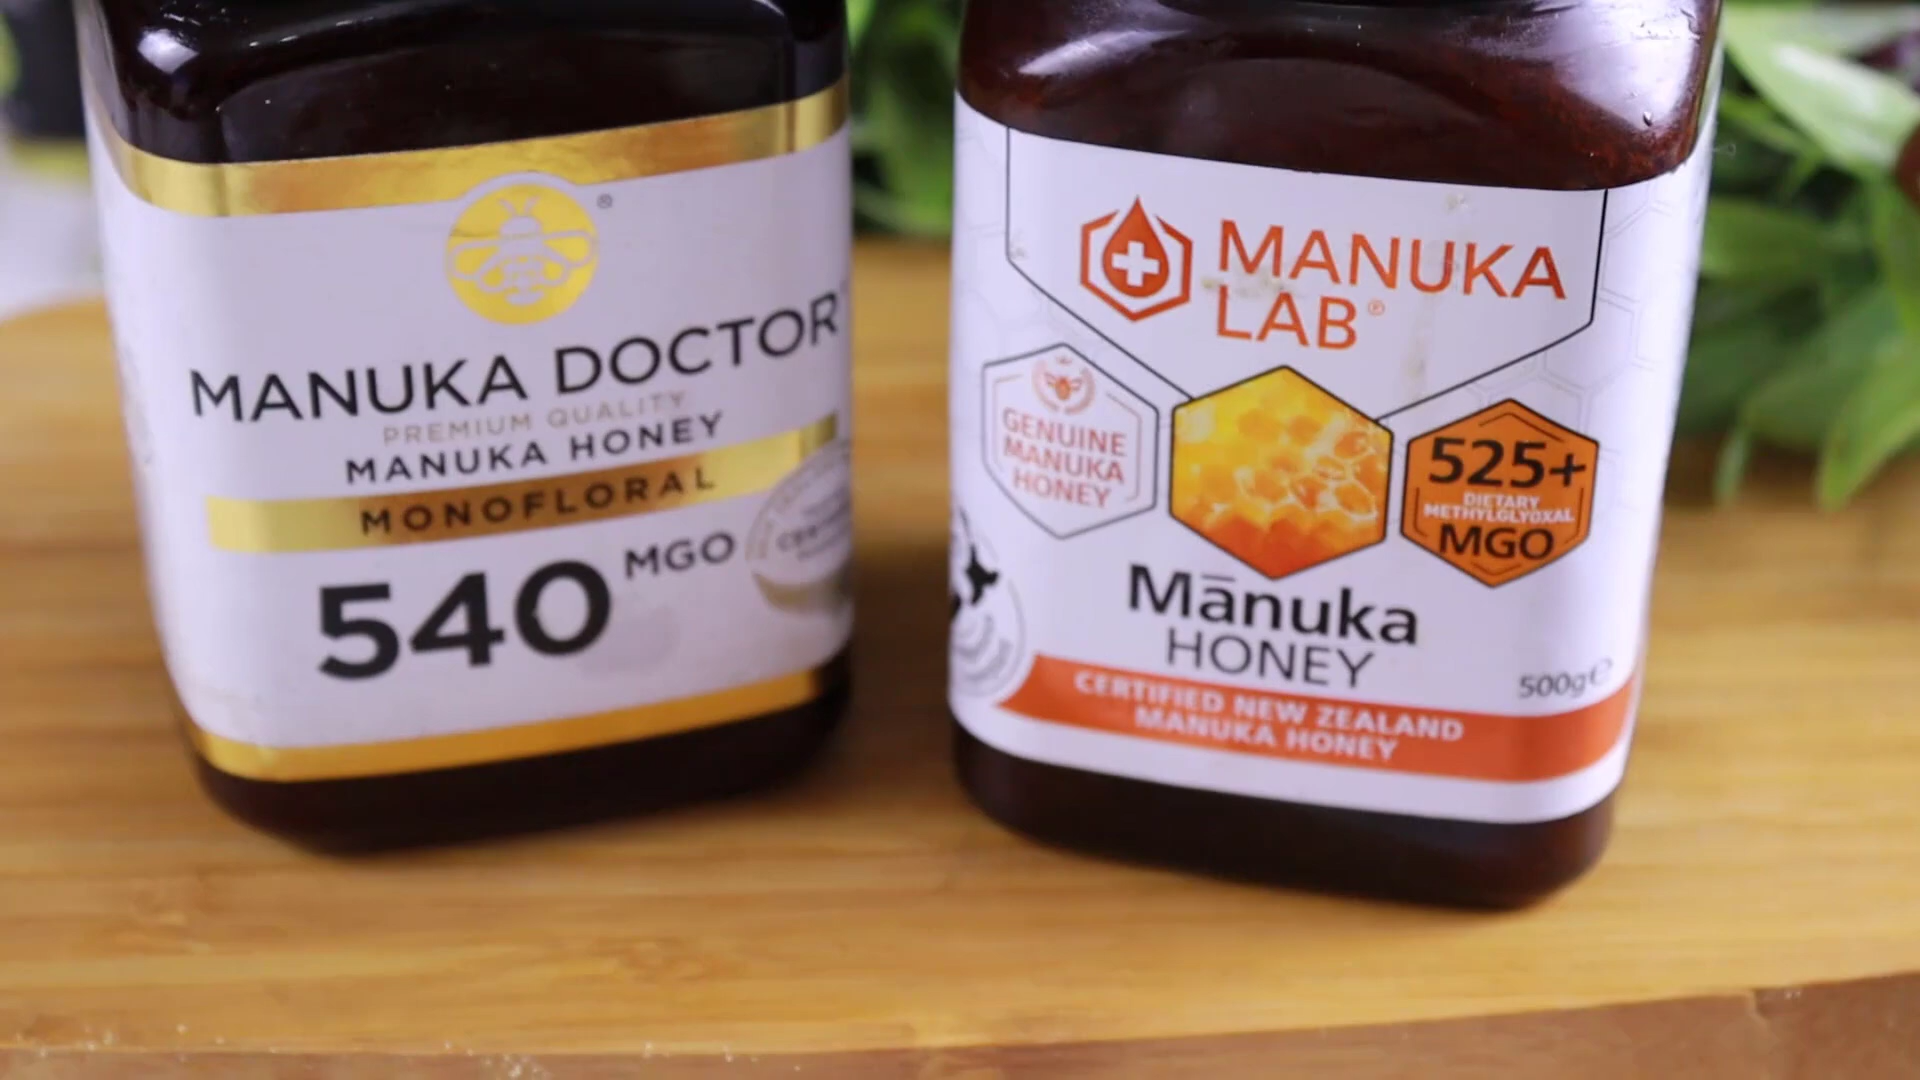 ®
MANUKA DOCTOR
PREMIUM QUALITY
MANUKA HONEY
MONOFLORAL
540 MGO
MANUKA
LAB®
GENUINE
MANUKA
HONEY
525+
DIETARY
METHYLGLYOXAL
MGO
Mānuka
HONEY
500g ℮
CERTIFIED NEW ZEALAND
MANUKA HONEY